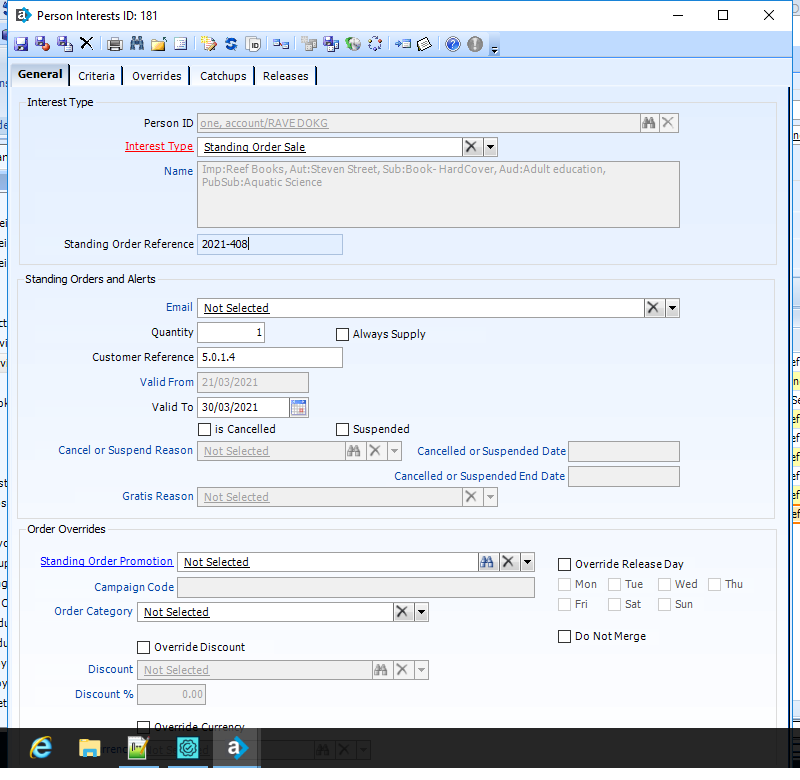 Person Interests ID: 181
General
Criteria
Overrides
Catchups
Releases
Interest Type
Person ID one, account/RAVE DOKG
Interest Type Standing Order Sale
Name Imp:Reef Books, Aut:Steven Street, Sub:Book- HardCover, Aud:Adult education,
PubSub:Aquatic Science
Standing Order Reference 2021-408
Standing Orders and Alerts
Email Not Selected
Quantity 1 Always Supply
Customer Reference 5.0.1.4
Valid From 21/03/2021
Valid To 30/03/2021
is Cancelled Suspended
Cancel or Suspend Reason Not Selected Cancelled or Suspended Date
Cancelled or Suspended End Date
Gratis Reason Not Selected
Order Overrides
Standing Order Promotion Not Selected Override Release Day
Campaign Code Mon Tue Wed Thu
Order Category Not Selected Fri Sat Sun
Do Not Merge
Override Discount
Discount Not Selected
Discount % 0.00
Override Currency